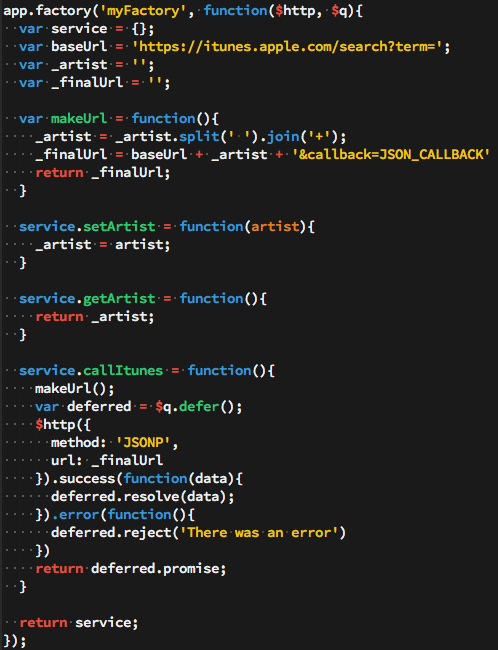 app.factory('myFactory', function($http, $q){
  var service = {};
  var baseUrl = 'https://itunes.apple.com/search?term=';
  var _artist = '';
  var _finalUrl = '';

  var makeUrl = function(){
    _artist = _artist.split(' ').join('+');
    _finalUrl = baseUrl + _artist + '&callback=JSON_CALLBACK'
    return _finalUrl;
  }

  service.setArtist = function(artist){
    _artist = artist;
  }

  service.getArtist = function(){
    return _artist;
  }

  service.callItunes = function(){
    makeUrl();
    var deferred = $q.defer();
    $http({
      method: 'JSONP',
      url: _finalUrl
    }).success(function(data){
      deferred.resolve(data);
    }).error(function(){
      deferred.reject('There was an error')
    })
    return deferred.promise;
  }

  return service;
});